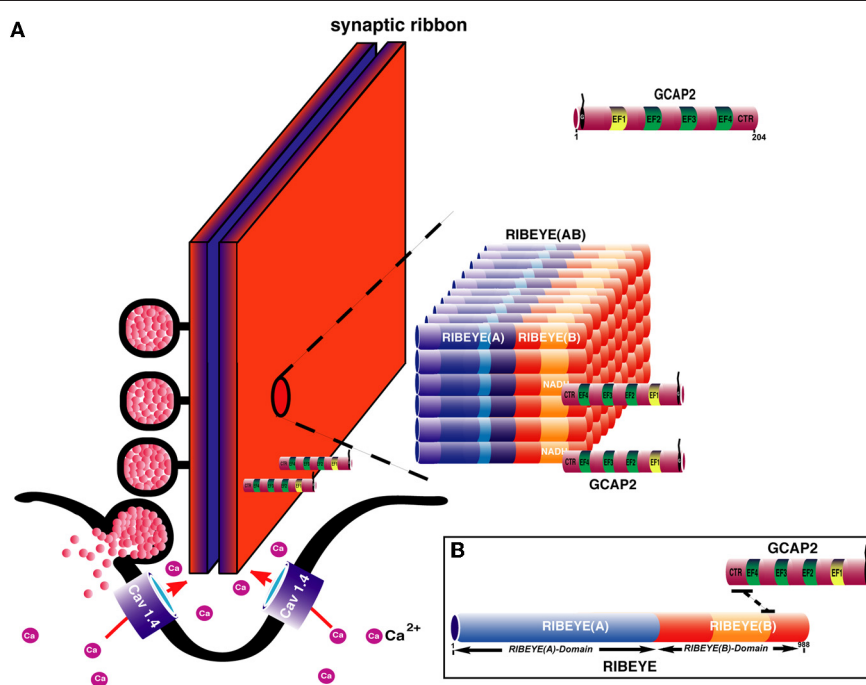 A
synaptic ribbon
GCAP2
G
EF1 EF2 EF3 EF4 CTR
1 204
RIBEYE(AB)
RIBEYE(A) RIBEYE(B)
NADH
CTR EF4 EF3 EF2 EF1
NADH
CTR EF4 EF3 EF2 EF1
GCAP2
Ca
Ca
Ca
Ca
Cav 1.4
Cav 1.4
Ca
Ca
Ca
Ca Ca2+
Ca
Ca
B
GCAP2
CTR EF4 EF3 EF2 EF1
RIBEYE(A) RIBEYE(B)
1 988
RIBEYE(A)-Domain RIBEYE(B)-Domain
RIBEYE